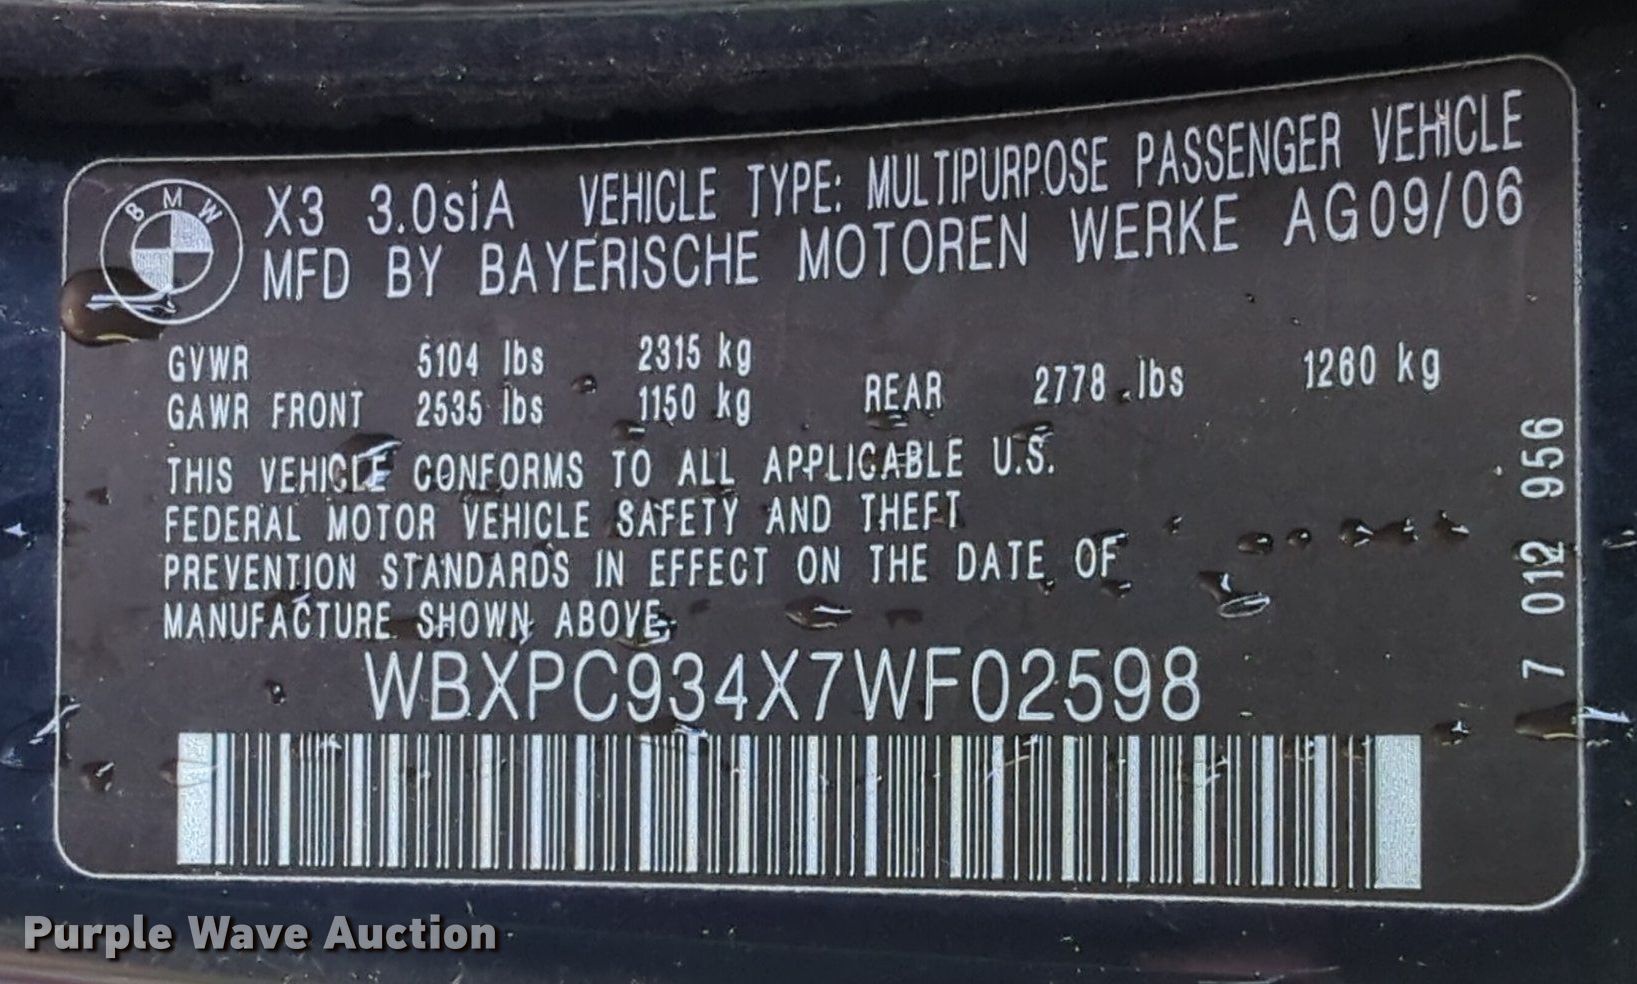 BMW
X3 3.0siA VEHICLE TYPE: MULTIPURPOSE PASSENGER VEHICLE
MFD BY BAYERISCHE MOTOREN WERKE AG 09/06
GVWR 5104 lbs 2315 kg
GAWR FRONT 2535 lbs 1150 kg REAR 2778 lbs 1260 kg
THIS VEHICLE CONFORMS TO ALL APPLICABLE U.S.
FEDERAL MOTOR VEHICLE SAFETY AND THEFT
PREVENTION STANDARDS IN EFFECT ON THE DATE OF
MANUFACTURE SHOWN ABOVE.
WBXPC934X7WF02598
7 012 956
Purple Wave Auction